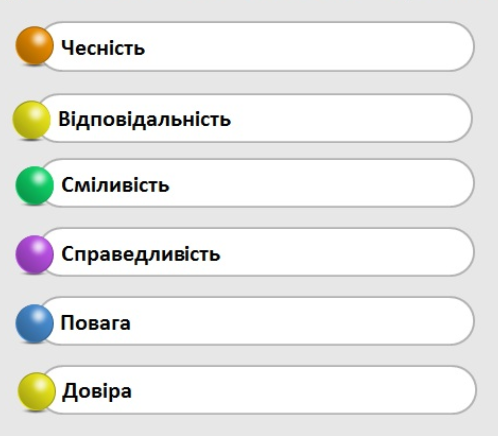 Чесність
Відповідальність
Сміливість
Справедливість
Повага
Довіра